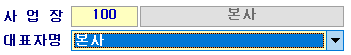 사 업 장 100 본사
대표자명 본사